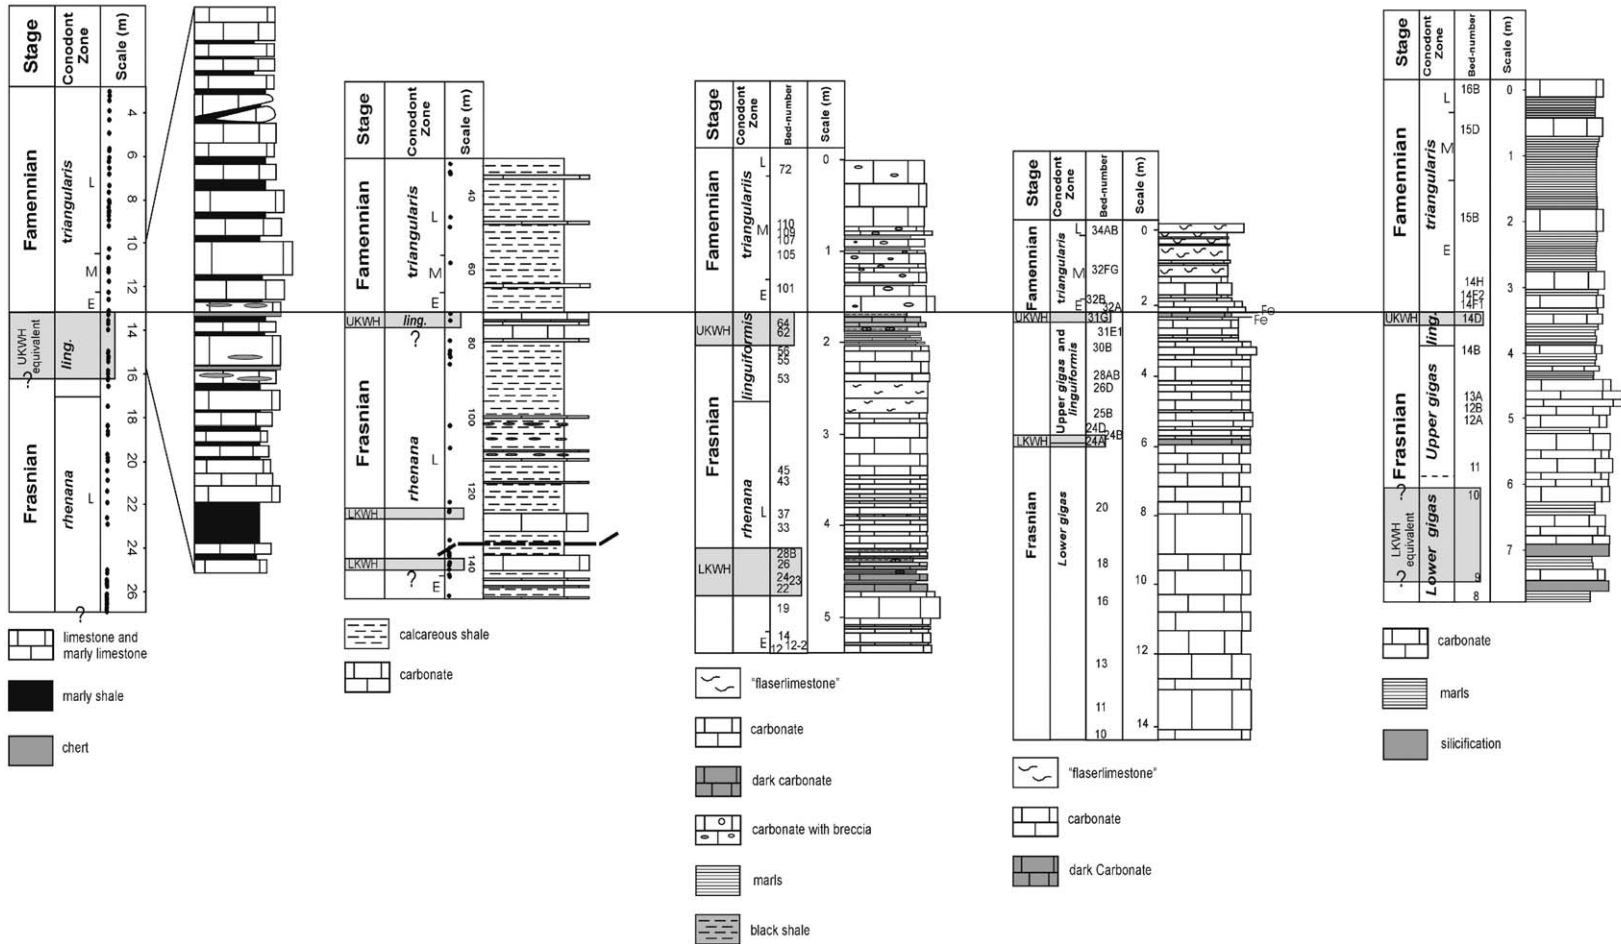 Stage
Conodont
Zone
Scale (m)
Famennian
triangularis
L
M
E
4
6
8
10
12
UKWH
equivalent
?
ling.
14
16
Frasnian
rhenana
L
18
20
22
24
26
?
limestone and
marly limestone
marly shale
chert
Stage
Conodont
Zone
Scale (m)
Famennian
triangularis
L
M
E
40
60
UKWH
ling.
?
80
Frasnian
rhenana
L
100
120
LKWH
LKWH
140
?
E
calcareous shale
carbonate
Stage
Conodont
Zone
Bed-number
Scale (m)
Famennian
triangulariis
L
M
E
72
110
109
107
105
101
0
1
UKWH
linguiformis
64
62
56
55
53
2
Frasnian
rhenana
L
45
43
37
33
3
4
LKWH
28B
26
24
23
22
19
14
12
12-2
E
5
"flaserlimestone"
carbonate
dark carbonate
carbonate with breccia
marls
black shale
Stage
Conodont
Zone
Bed-number
Scale (m)
Famennian
triangularis
L
M
E
34AB
32FG
32B
32A
0
2
Fe
Fe
UKWH
31G
Upper gigas and
linguiformis
31E1
30B
28AB
26D
25B
24D
24B
4
LKWH
24A
6
Frasnian
Lower gigas
20
18
16
13
11
10
8
10
12
14
"flaserlimestone"
carbonate
dark Carbonate
Stage
Conodont
Zone
Bed-number
Scale (m)
Famennian
triangularis
L
M
E
16B
15D
15B
14H
14F2
14F1
0
1
2
3
UKWH
ling.
14D
Frasnian
Upper gigas
14B
13A
12B
12A
11
4
5
6
?
LKWH
equivalent
?
Lower gigas
10
9
8
7
carbonate
marls
silicification